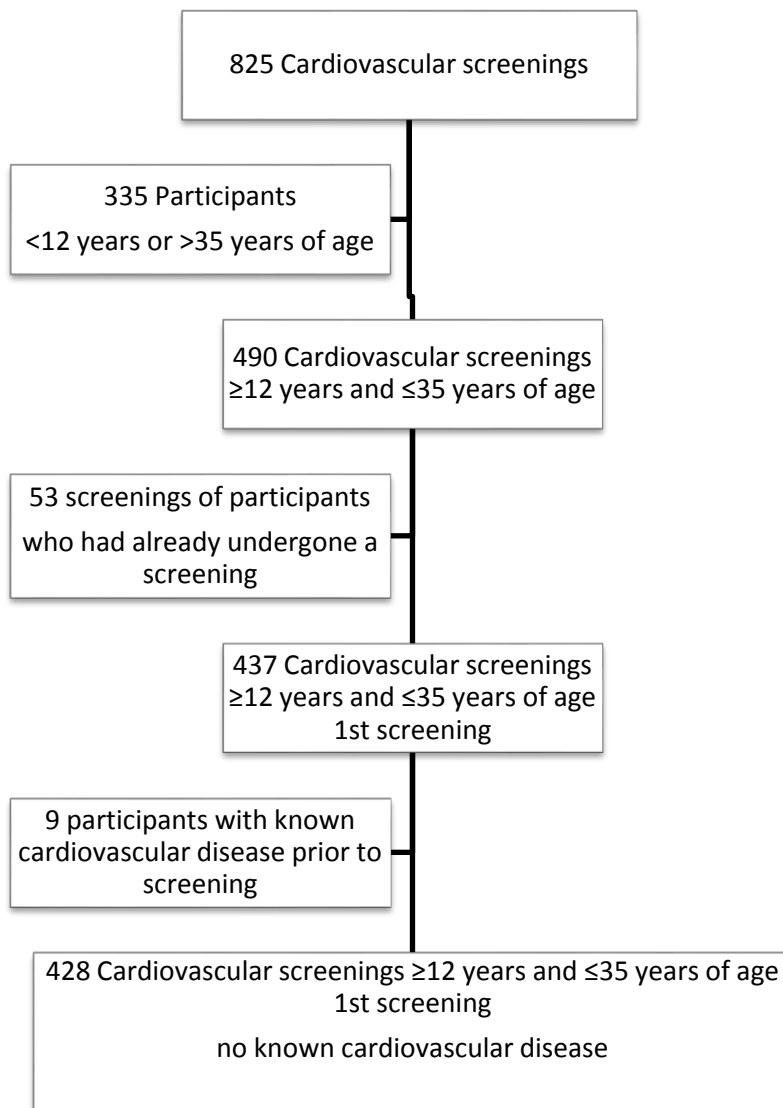 825 Cardiovascular screenings
335 Participants
<12 years or >35 years of age
490 Cardiovascular screenings
≥12 years and ≤35 years of age
53 screenings of participants
who had already undergone a
screening
437 Cardiovascular screenings
≥12 years and ≤35 years of age
1st screening
9 participants with known
cardiovascular disease prior to
screening
428 Cardiovascular screenings ≥12 years and ≤35 years of age
1st screening
no known cardiovascular disease